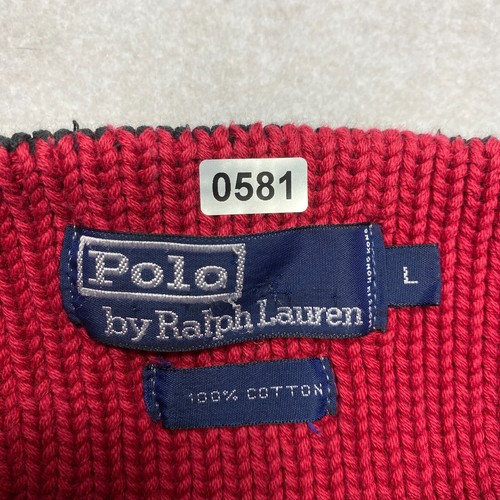 0581
Polo
by Ralph Lauren
L
100% COTTON